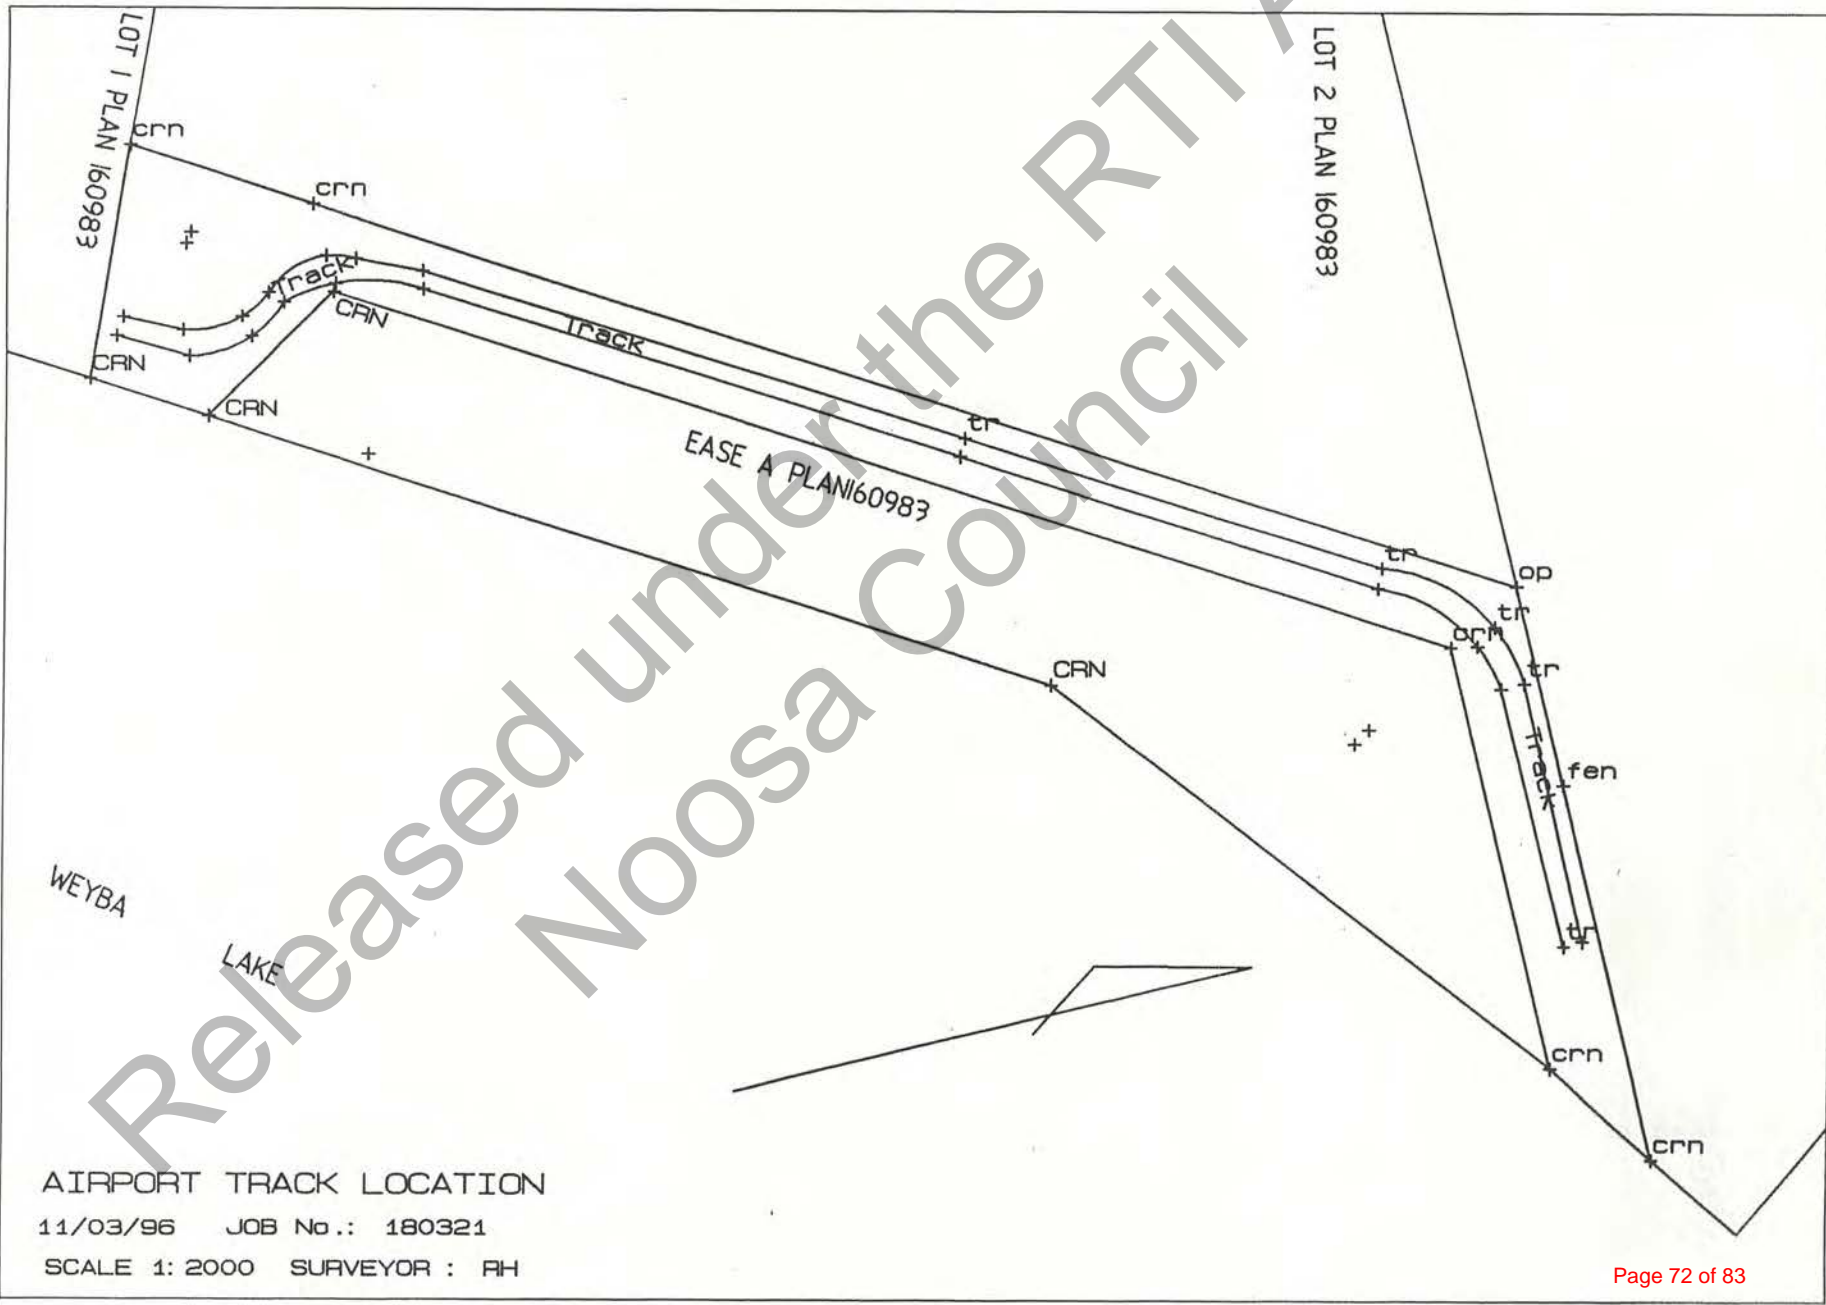 LOT 1 PLAN 160983
LOT 2 PLAN 160983
crn
crn
Track
CRN
Track
CRN
CRN
tr
EASE A PLAN160983
tr
op
tr
crn
tr
CRN
Track
fen
tr
WEYBA
LAKE
crn
crn
Released under the RTI A
Noosa Council
AIRPORT TRACK LOCATION
11/03/96 JOB No.: 180321
SCALE 1: 2000 SURVEYOR : RH
Page 72 of 83